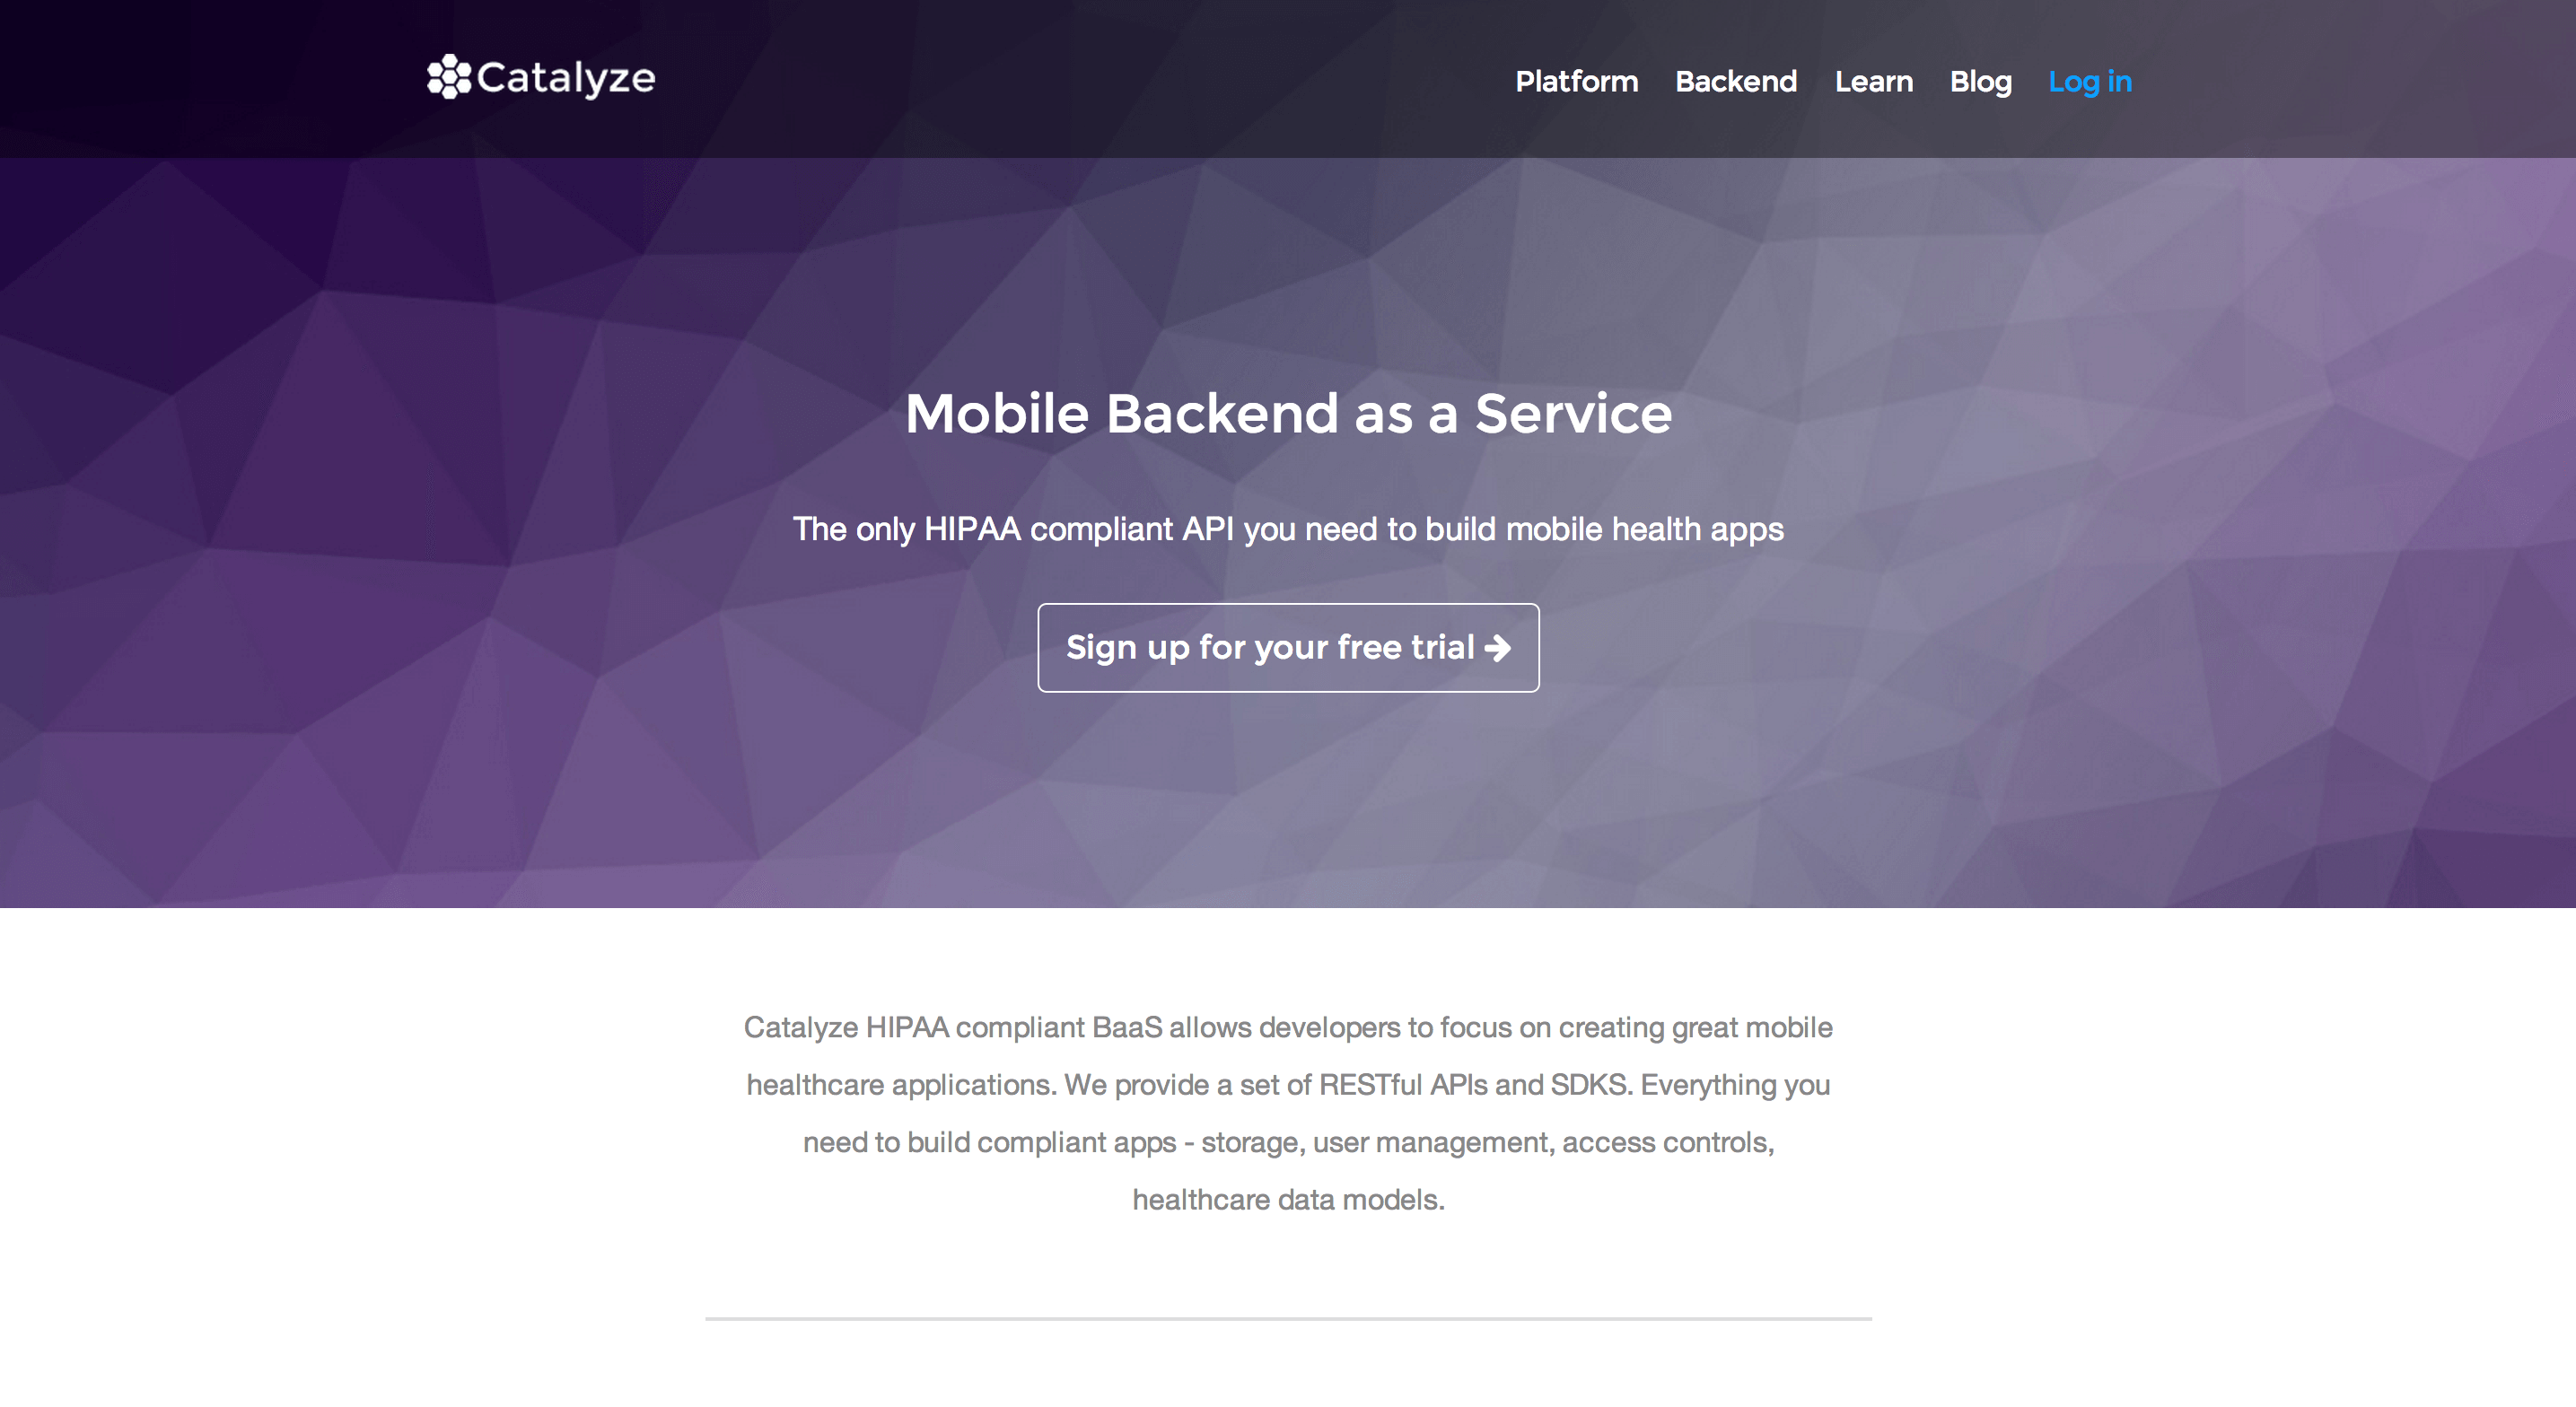 Catalyze
Platform Backend Learn Blog Log in
Mobile Backend as a Service
The only HIPAA compliant API you need to build mobile health apps
Sign up for your free trial
Catalyze HIPAA compliant BaaS allows developers to focus on creating great mobile
healthcare applications. We provide a set of RESTful APIs and SDKS. Everything you
need to build compliant apps - storage, user management, access controls,
healthcare data models.